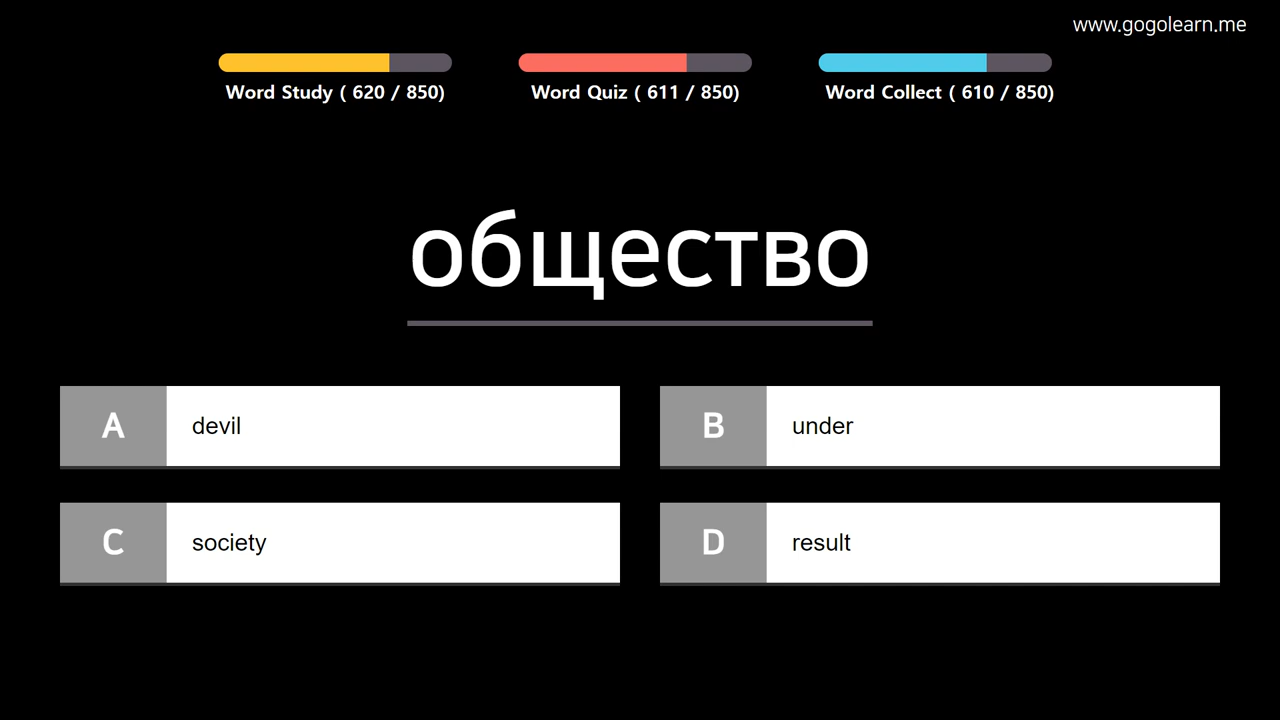 www.gogolearn.me
Word Study ( 620 / 850)
Word Quiz ( 611 / 850)
Word Collect ( 610 / 850)
общество
A devil
B under
C society
D result